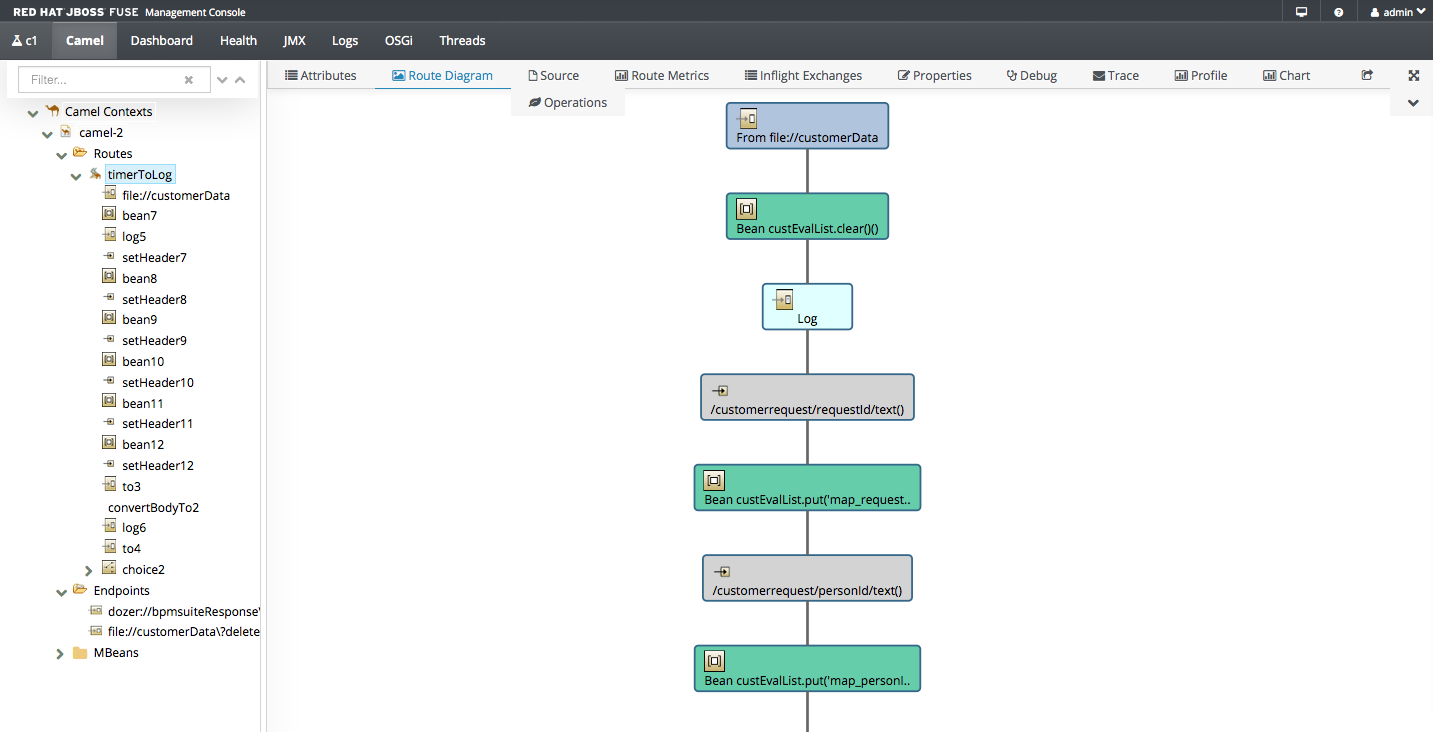 RED HAT JBOSS FUSE Management Console
admin
c1 Camel Dashboard Health JMX Logs OSGi Threads
Filter...
Attributes Route Diagram Source Route Metrics Inflight Exchanges Properties Debug Trace Profile Chart
Operations
Camel Contexts
camel-2
Routes
timerToLog
file://customerData
bean7
log5
setHeader7
bean8
setHeader8
bean9
setHeader9
bean10
setHeader10
bean11
setHeader11
bean12
setHeader12
to3
convertBodyTo2
log6
to4
choice2
Endpoints
dozer://bpmsuiteResponse\
file://customerData\?delete
MBeans
From file://customerData
Bean custEvalList.clear()()
Log
/customerrequest/requestId/text()
Bean custEvalList.put('map_request..
/customerrequest/personId/text()
Bean custEvalList.put('map_personI..